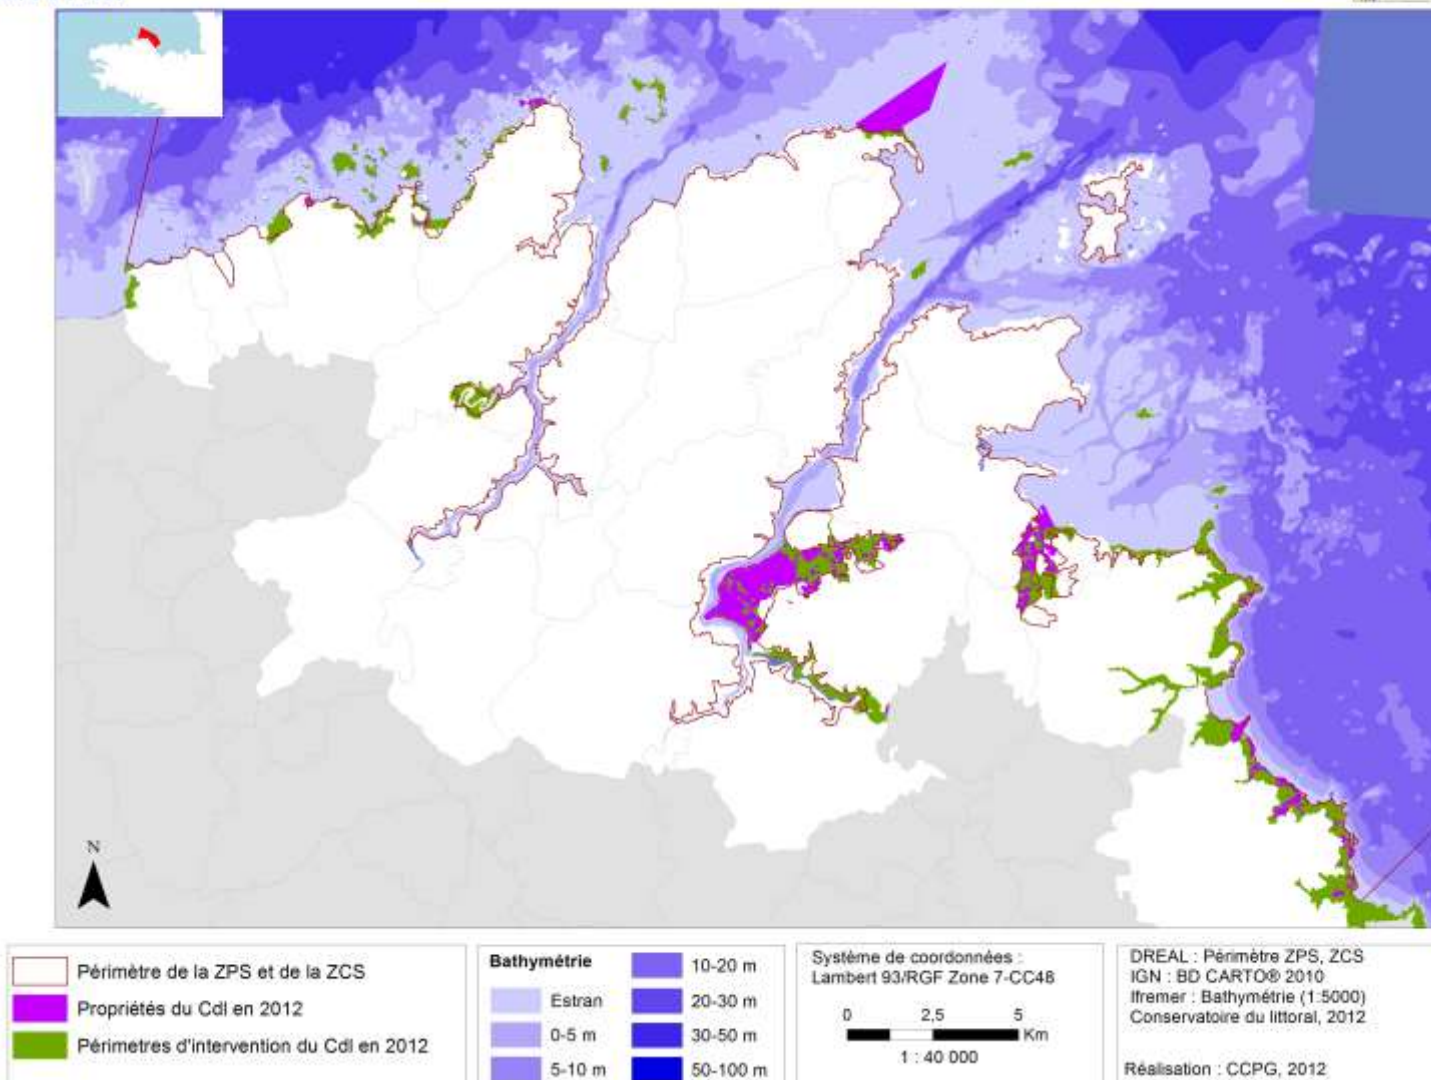 N
Périmètre de la ZPS et de la ZCS
Propriétés du Cdl en 2012
Périmetres d'intervention du Cdl en 2012
Bathymétrie
Estran
0-5 m
5-10 m
10-20 m
20-30 m
30-50 m
50-100 m
Système de coordonnées :
Lambert 93/RGF Zone 7-CC48
0 2,5 5
Km
1 : 40 000
DREAL : Périmètre ZPS, ZCS
IGN : BD CARTO® 2010
Ifremer : Bathymétrie (1:5000)
Conservatoire du littoral, 2012
Réalisation : CCPG, 2012